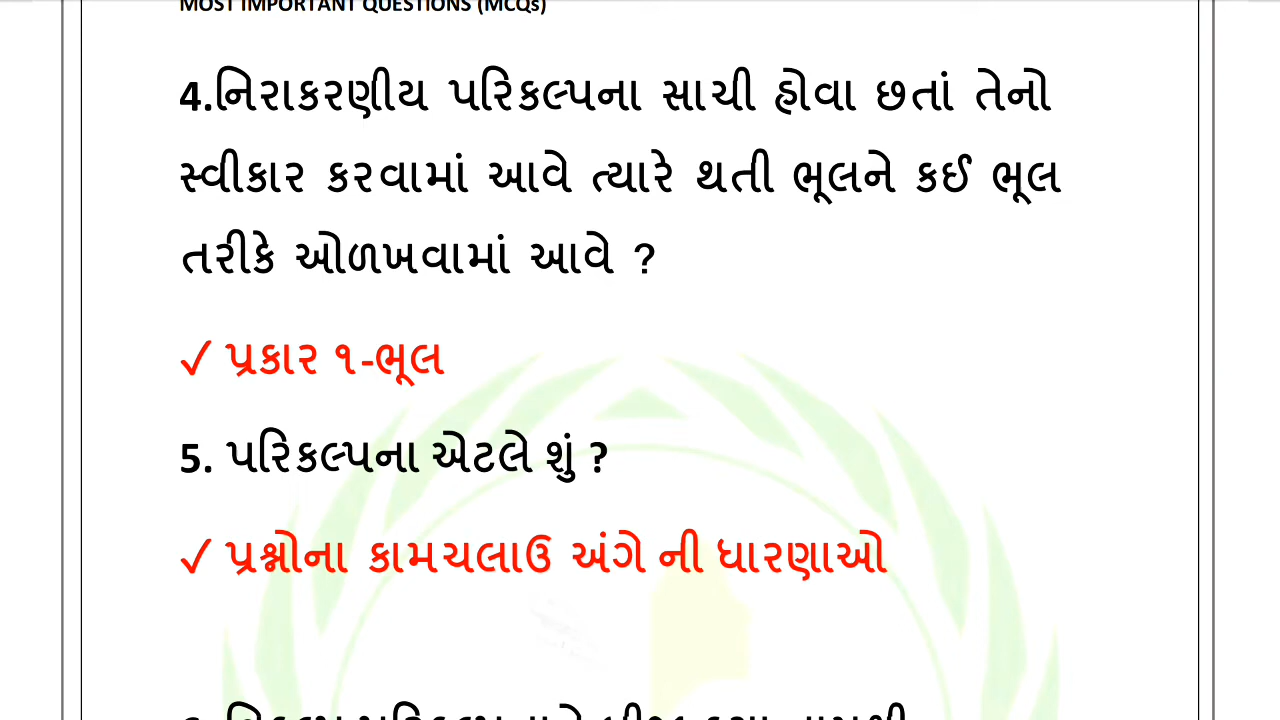 MOST IMPORTANT QUESTIONS (MCQs)
4.નિરાકરણીય પરિકલ્પના સાચી હોવા છતાં તેનો
સ્વીકાર કરવામાં આવે ત્યારે થતી ભૂલને કઈ ભૂલ
તરીકે ઓળખવામાં આવે ?
✓ પ્રકાર ૧-ભૂલ
5. પરિકલ્પના એટલે શું ?
✓ પ્રશ્નોના કામચલાઉ અંગે ની ધારણાઓ